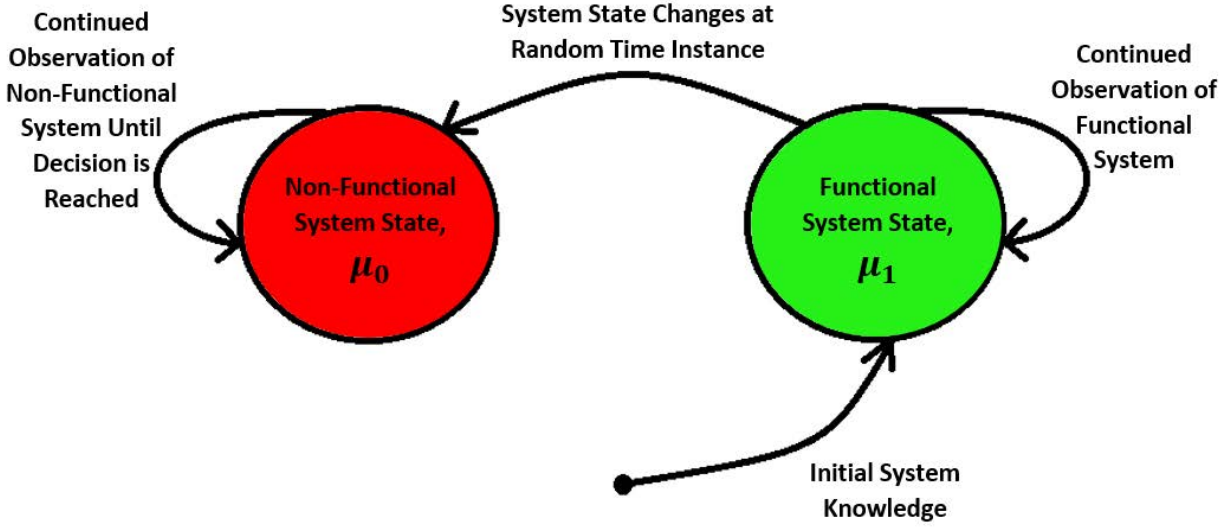 Continued
Observation of
Non-Functional
System Until
Decision is
Reached
System State Changes at
Random Time Instance
Continued
Observation of
Functional
System
Non-Functional
System State,
μ₀
Functional
System State,
μ₁
Initial System
Knowledge